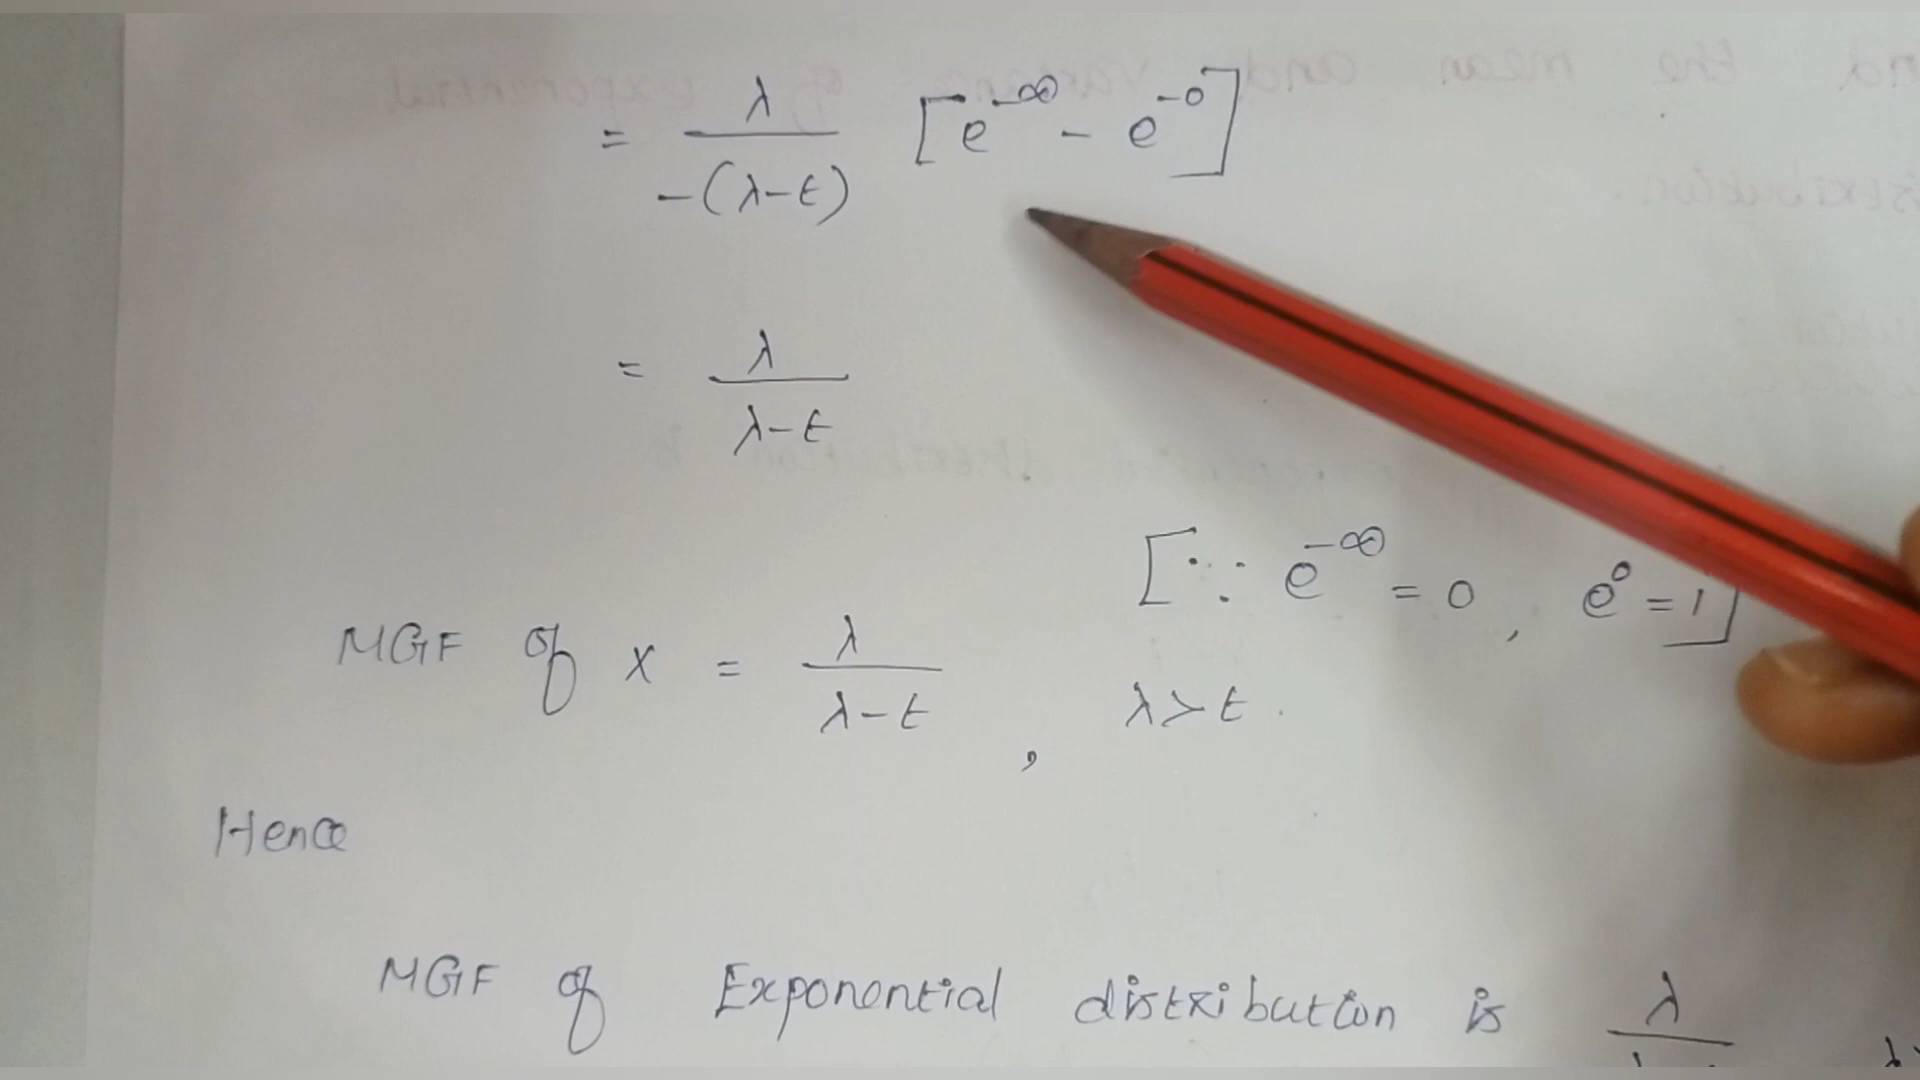 = λ / -(λ-t) [e^-∞ - e^-0]
= λ / λ-t
[∵ e^-∞ = 0, e^0 = 1]
MGF of X = λ / λ-t , λ>t.
Hence
MGF of Exponential distribution is λ